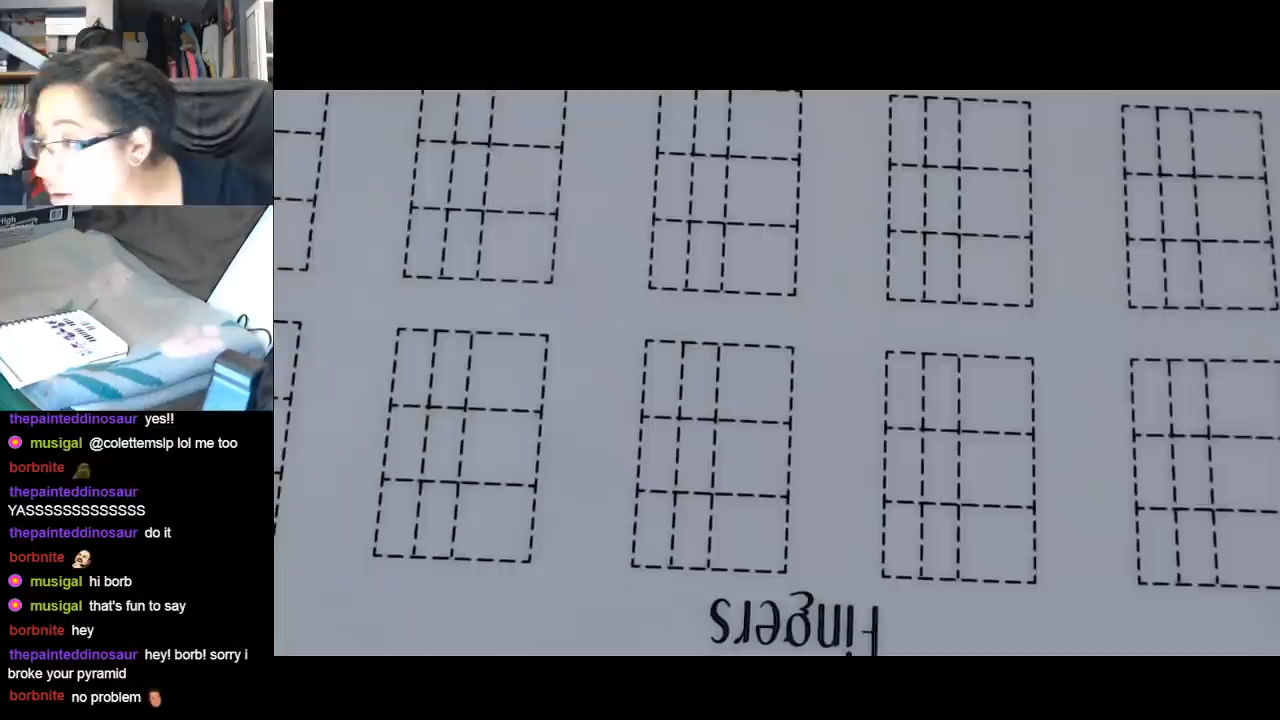 High
thepainteddinosaur yes!!
musigal @colettemslp lol me too
borbnite
thepainteddinosaur
YASSSSSSSSSSSSS
thepainteddinosaur do it
borbnite
musigal hi borb
musigal that's fun to say
borbnite hey
thepainteddinosaur hey! borb! sorry i
broke your pyramid
borbnite no problem
Fingers